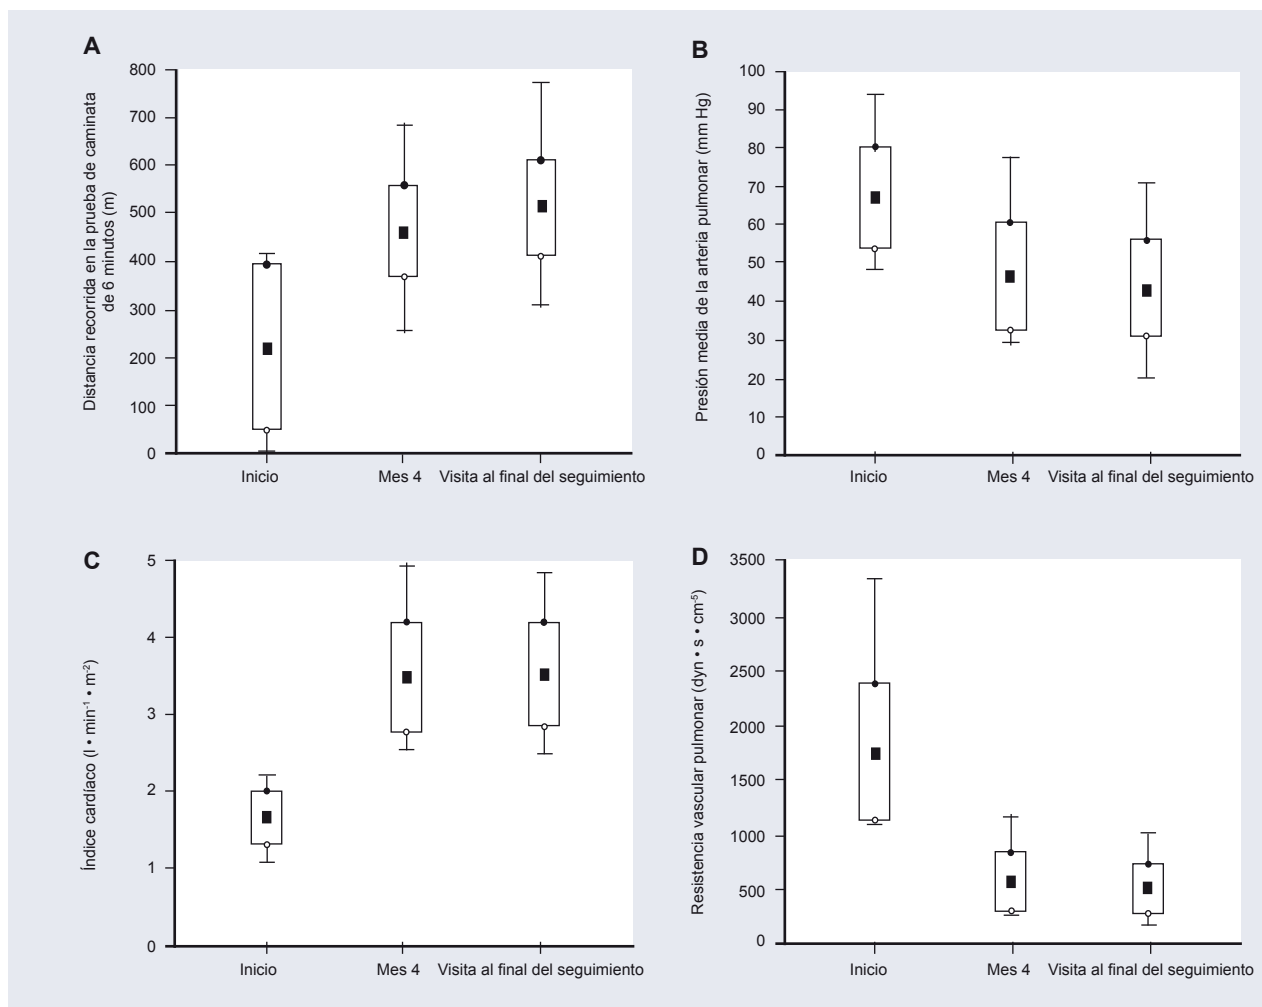 A
Distancia recorrida en la prueba de caminata
de 6 minutos (m)
800
700
600
500
400
300
200
100
0
Inicio Mes 4 Visita al final del seguimiento
B
Presión media de la arteria pulmonar (mm Hg)
100
90
80
70
60
50
40
30
20
10
0
Inicio Mes 4 Visita al final del seguimiento
C
Índice cardíaco (l • min⁻¹ • m⁻²)
5
4
3
2
1
0
Inicio Mes 4 Visita al final del seguimiento
D
Resistencia vascular pulmonar (dyn • s • cm⁻⁵)
3500
3000
2500
2000
1500
1000
500
0
Inicio Mes 4 Visita al final del seguimiento